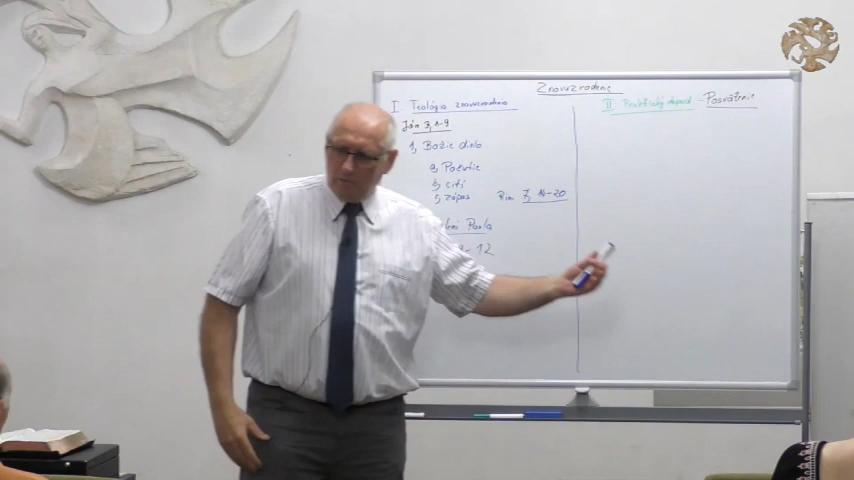 Znovuzrodenie
I Teológia znovuzrodenia
Ján 3, 1-9
1, Božie dielo
a, Počutie
b, cíti
c, zápas Rim 7, 14-20
Pavla
- 12
II Praktický dopad - Posvätenie